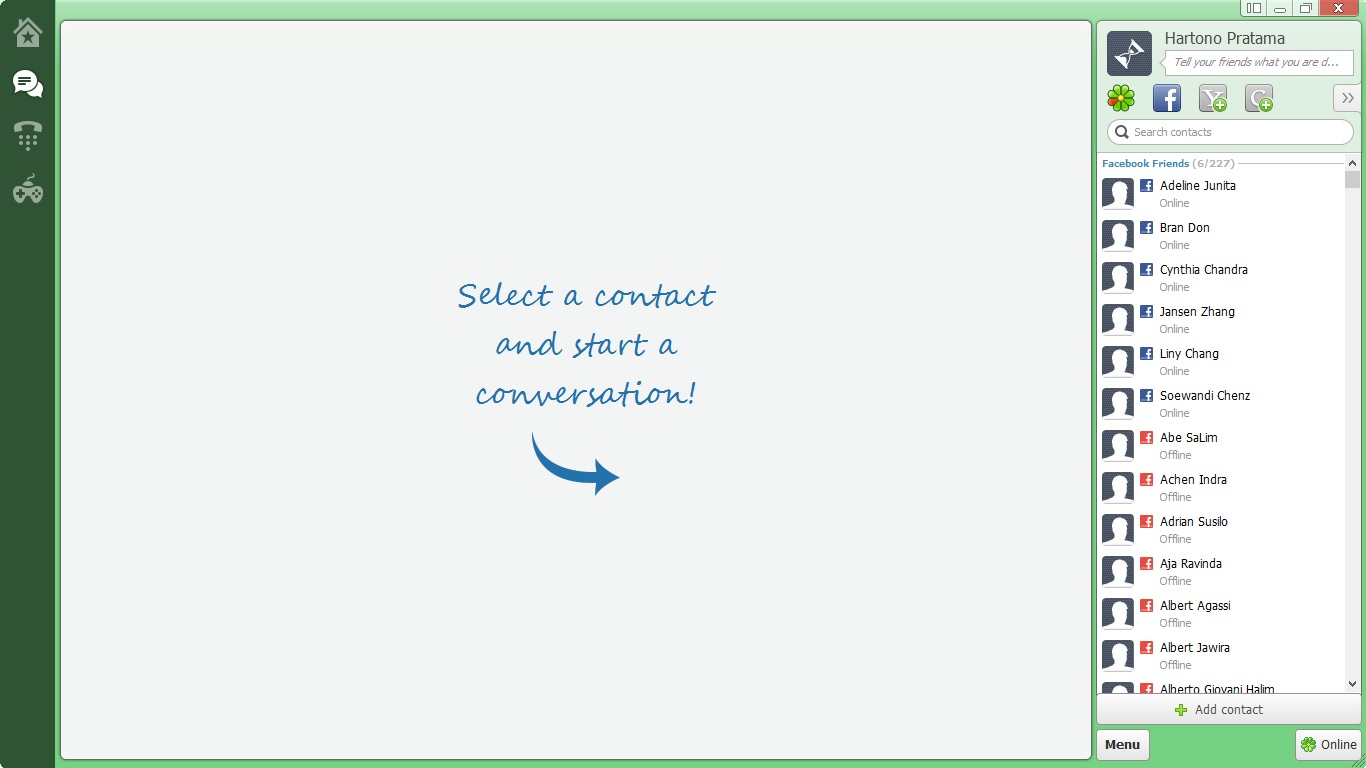 Select a contact
and start a
conversation!
Hartono Pratama
Tell your friends what you are d...
Search contacts
Facebook Friends (6/227)
Adeline Junita
Online
Bran Don
Online
Cynthia Chandra
Online
Jansen Zhang
Online
Liny Chang
Online
Soewandi Chenz
Online
Abe SaLim
Offline
Achen Indra
Offline
Adrian Susilo
Offline
Aja Ravinda
Offline
Albert Agassi
Offline
Albert Jawira
Offline
Alberto Giovani Halim
Add contact
Menu
Online